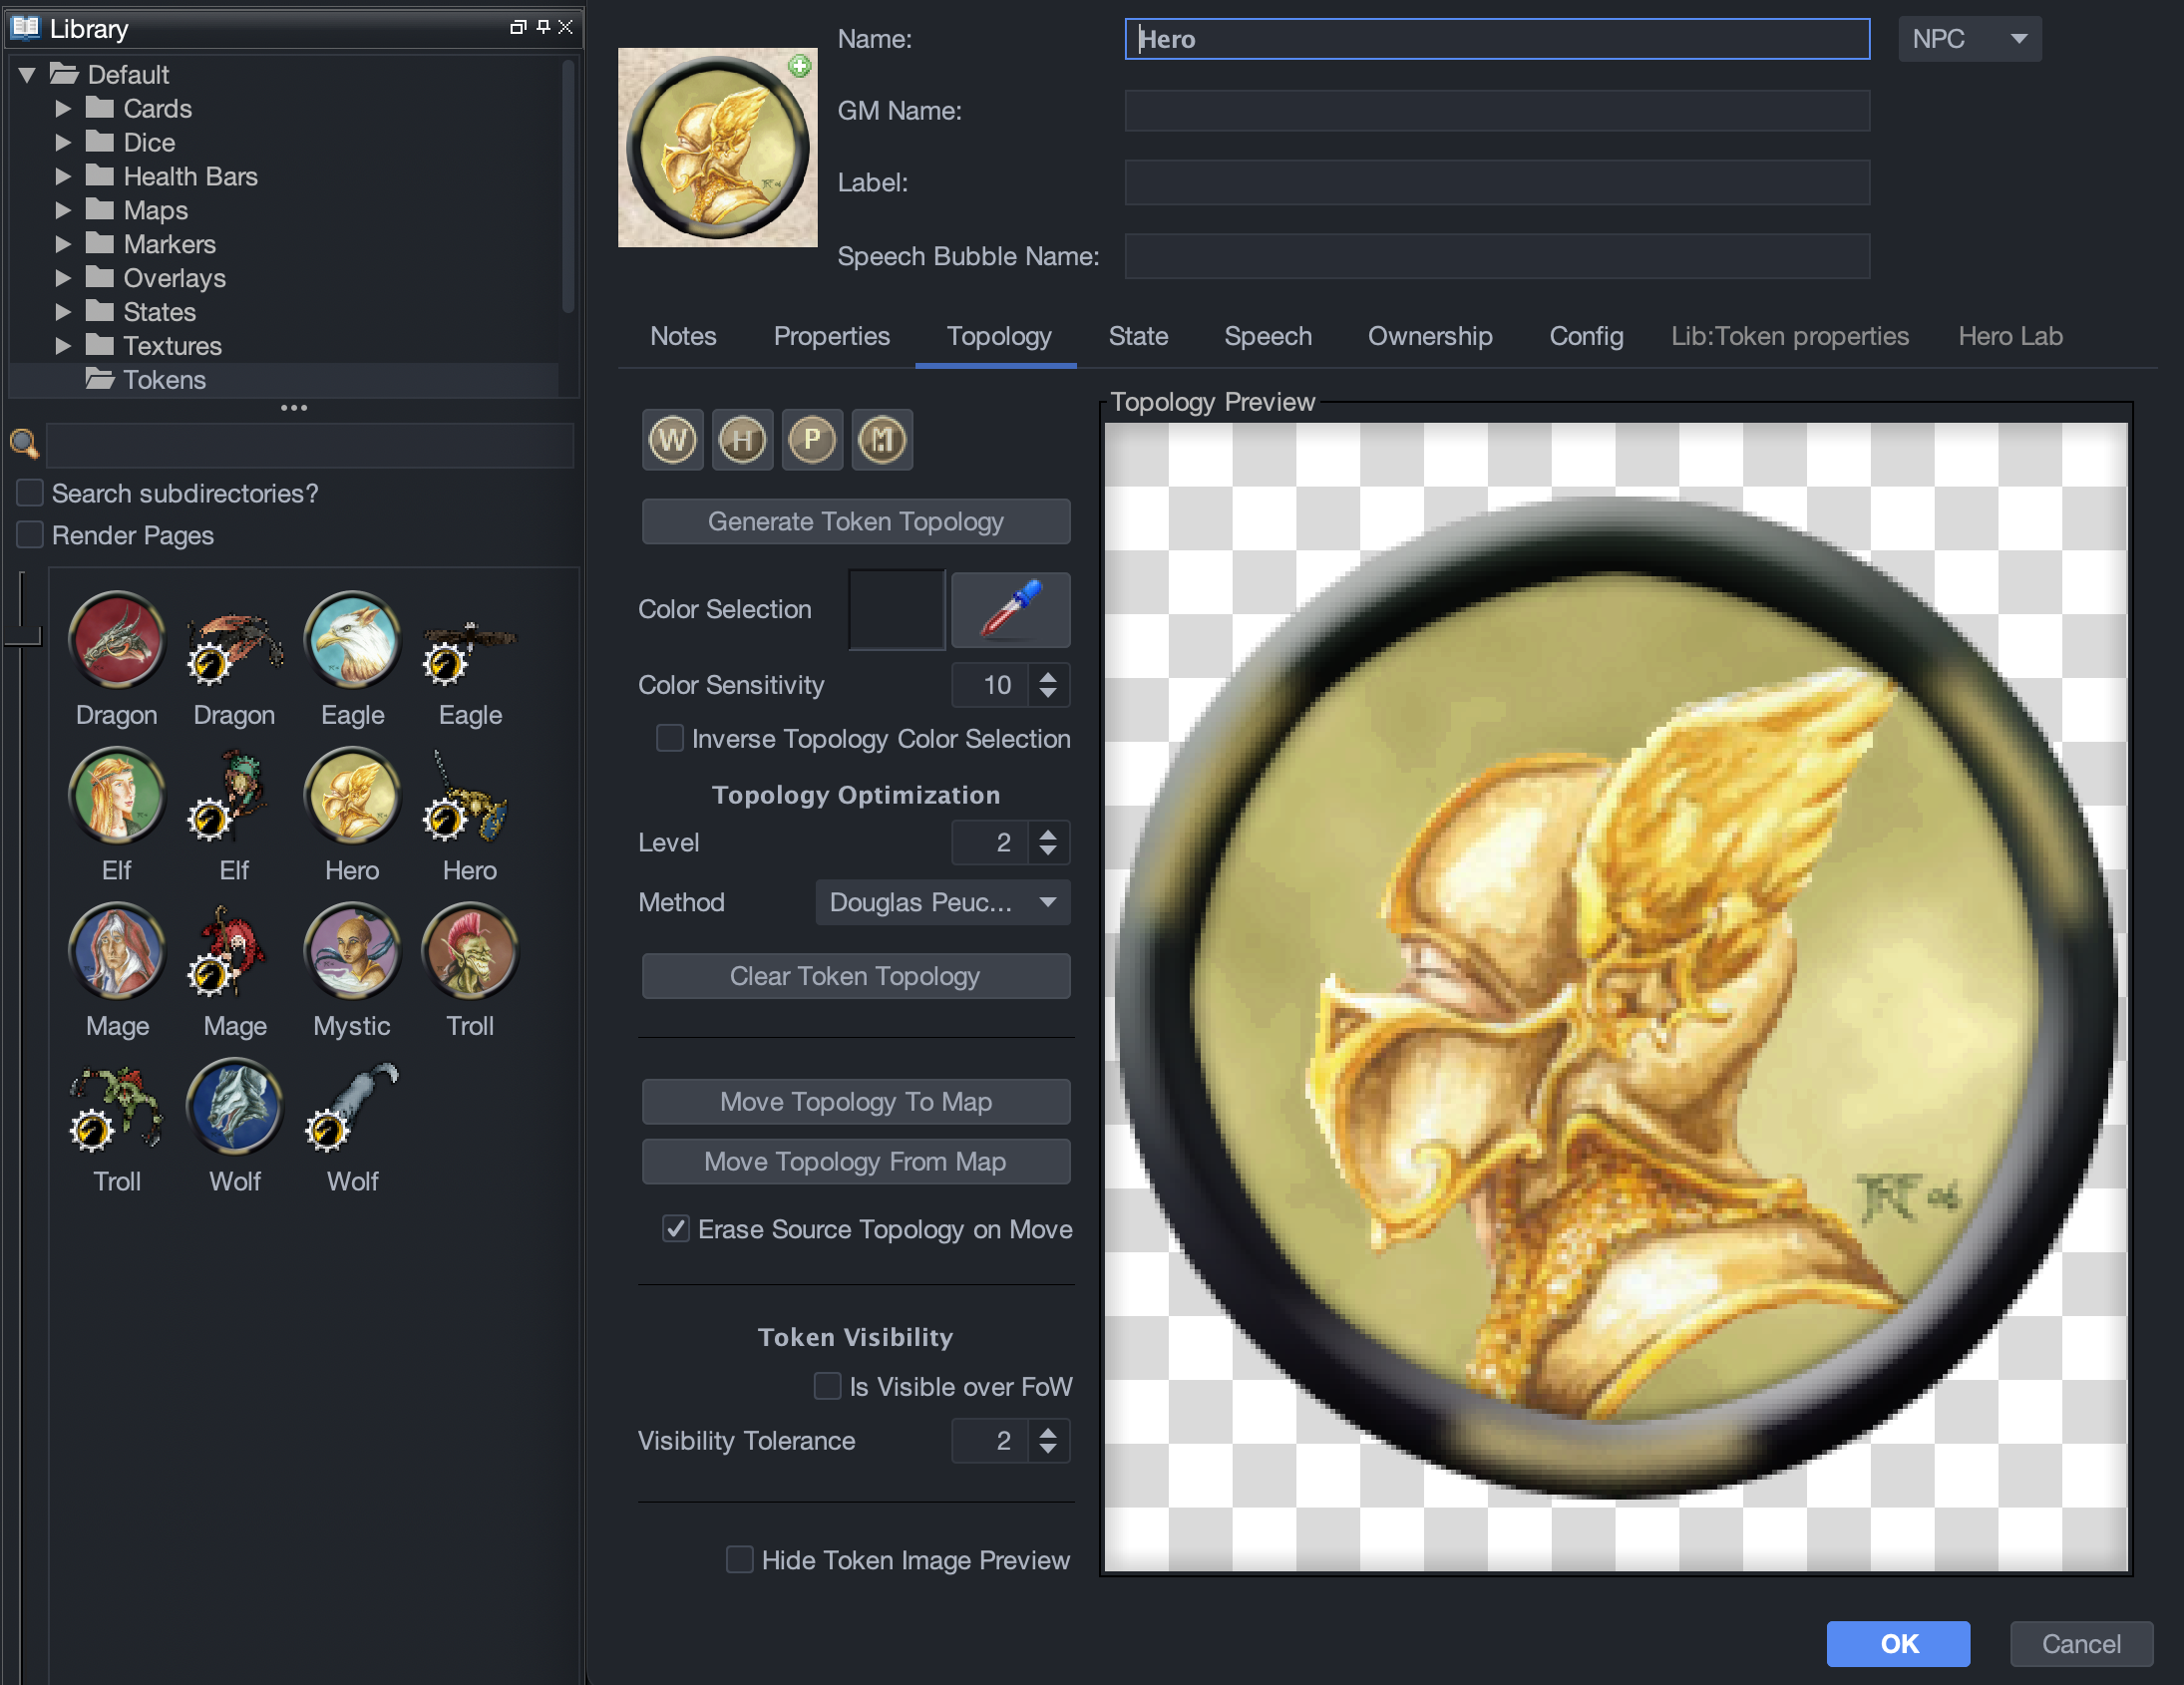 Library
Default
Cards
Dice
Health Bars
Maps
Markers
Overlays
States
Textures
Tokens
Search subdirectories?
Render Pages
Dragon Dragon Eagle Eagle
Elf Elf Hero Hero
Mage Mage Mystic Troll
Troll Wolf Wolf
Name: Hero NPC
GM Name:
Label:
Speech Bubble Name:
Notes Properties Topology State Speech Ownership Config Lib:Token properties Hero Lab
W H P M
Generate Token Topology
Color Selection
Color Sensitivity 10
Inverse Topology Color Selection
Topology Optimization
Level 2
Method Douglas Peuc...
Clear Token Topology
Move Topology To Map
Move Topology From Map
Erase Source Topology on Move
Token Visibility
Is Visible over FoW
Visibility Tolerance 2
Hide Token Image Preview
Topology Preview
OK Cancel